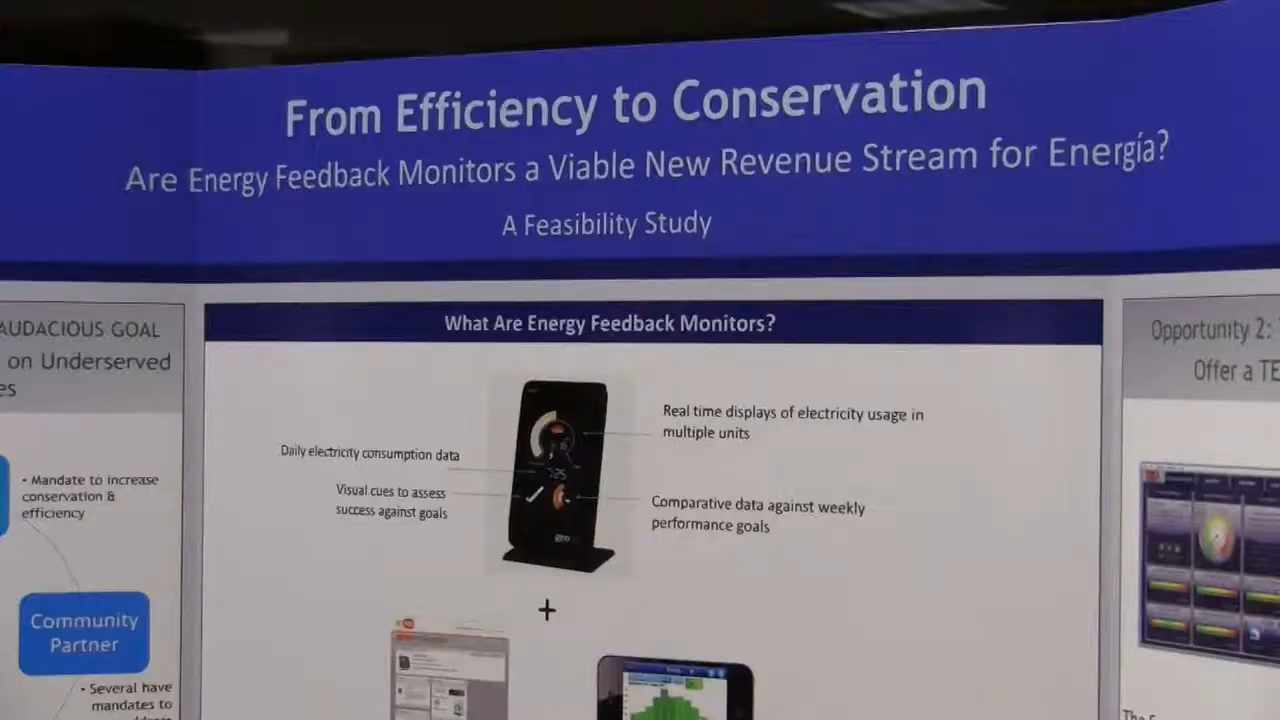 From Efficiency to Conservation
Are Energy Feedback Monitors a Viable New Revenue Stream for Energía?
A Feasibility Study
AUDACIOUS GOAL
on Underserved
es
• Mandate to increase
conservation &
efficiency
Community
Partner
• Several have
mandates to
What Are Energy Feedback Monitors?
Real time displays of electricity usage in
multiple units
Daily electricity consumption data
Visual cues to assess
success against goals
Comparative data against weekly
performance goals
7:25
geo
+
Opportunity 2:
Offer a TE